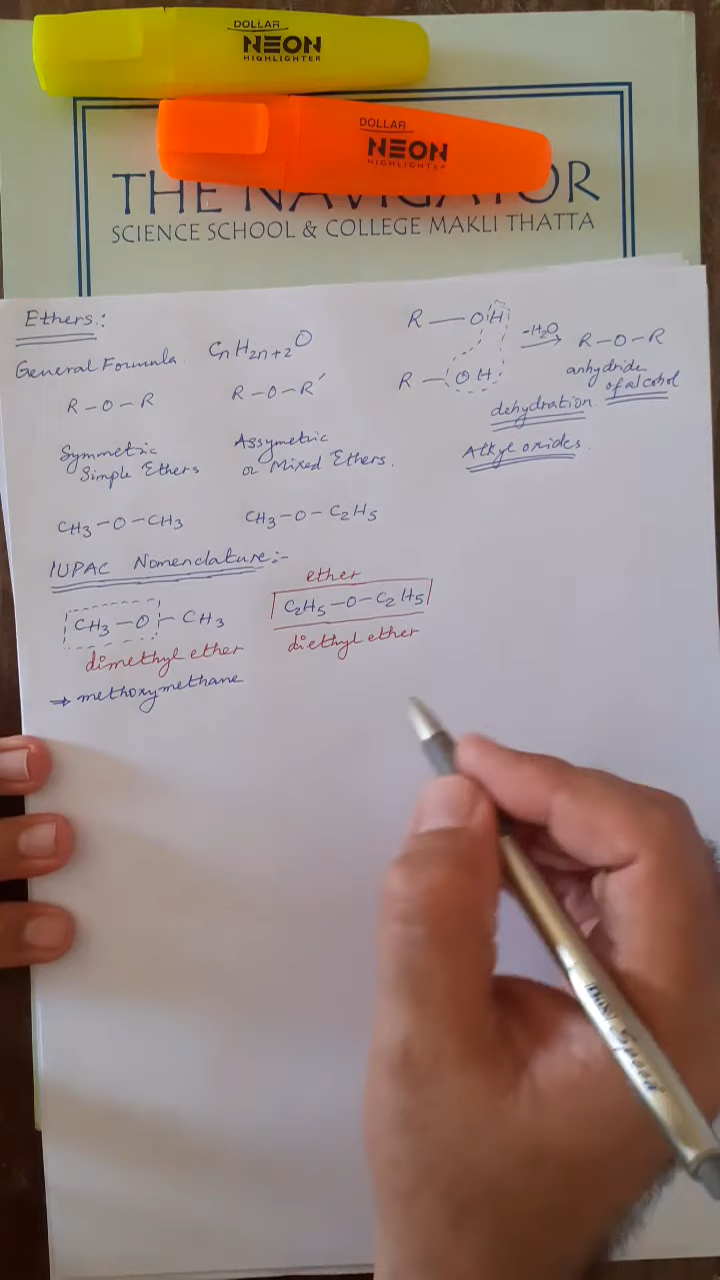 DOLLAR
NEON
HIGHLIGHTER
DOLLAR
NEON
HIGHLIGHTER
THE NAVIGATOR
SCIENCE SCHOOL & COLLEGE MAKLI THATTA
Ethers:
General Formula CnH2n+2O
R-O-R
R-O-R′
Symmetric
Simple Ethers
Assymetric
or Mixed Ethers.
CH3-O-CH3
CH3-O-C2H5
R — OH
R — OH
-H2O
R-O-R
anhydride
of alcohol
dehydration
Alkyl oxides.
IUPAC Nomenclature:-
CH3-O-CH3
dimethyl ether
→ methoxymethane
ether
C2H5-O-C2H5
diethyl ether
Speed